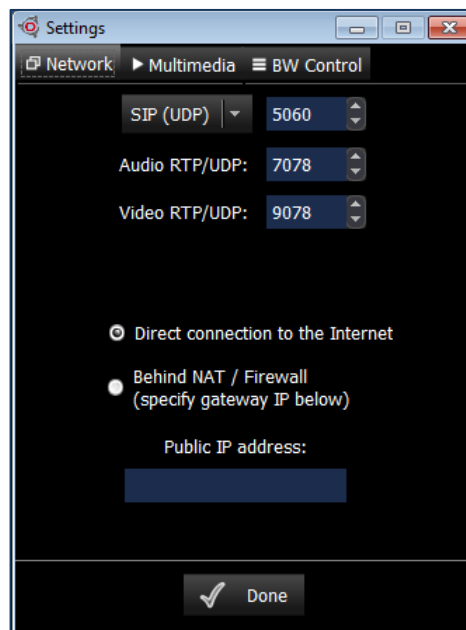 Settings
Network Multimedia BW Control
SIP (UDP) 5060
Audio RTP/UDP: 7078
Video RTP/UDP: 9078
Direct connection to the Internet
Behind NAT / Firewall
(specify gateway IP below)
Public IP address:
Done